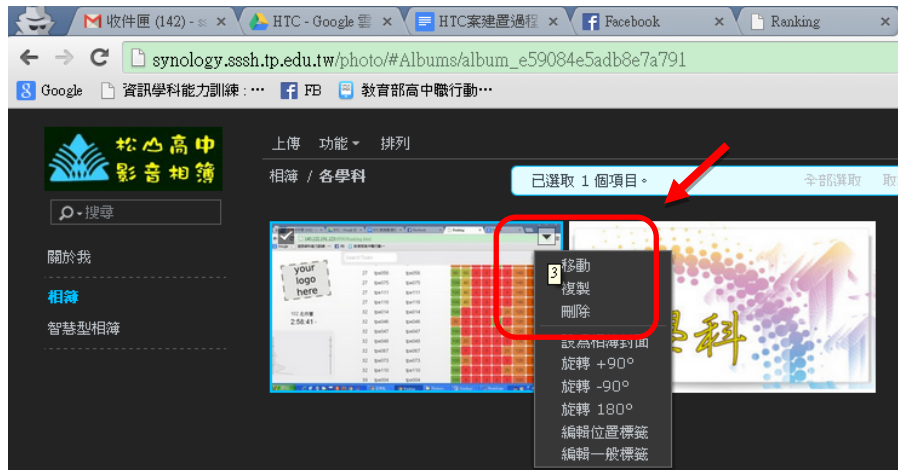 收件匣 (142) - s
HTC - Google 雲
HTC案建置過程
Facebook
Ranking
synology.sssh.tp.edu.tw/photo/#Albums/album_e59084e5adb8e7a791
Google
資訊學科能力訓練 : ⋯
FB
教育部高中職行動⋯
松山高中
影音相簿
搜尋
關於我
相簿
智慧型相簿
上傳 功能 排列
相簿 / 各學科
已選取 1 個項目。
全部選取 取
your
logo
here
2:58:41
學科
移動
3
複製
刪除
設為相簿封面
旋轉 +90°
旋轉 -90°
旋轉 180°
編輯位置標籤
編輯一般標籤